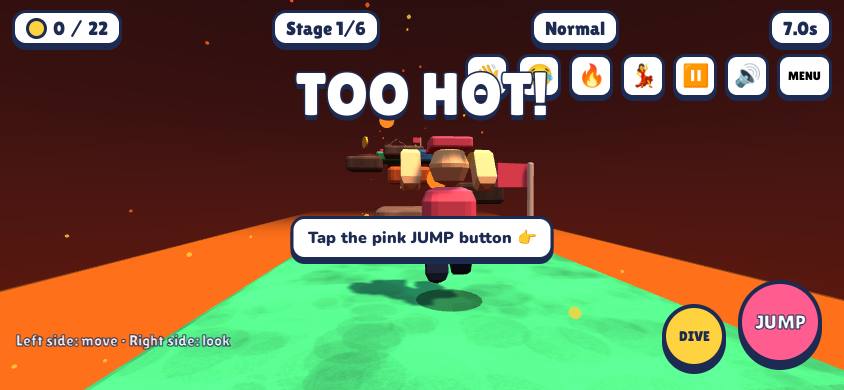 0 / 22
Stage 1/6
Normal
7.0s
MENU
TOO HOT!
Tap the pink JUMP button 👉
Left side: move · Right side: look
DIVE
JUMP